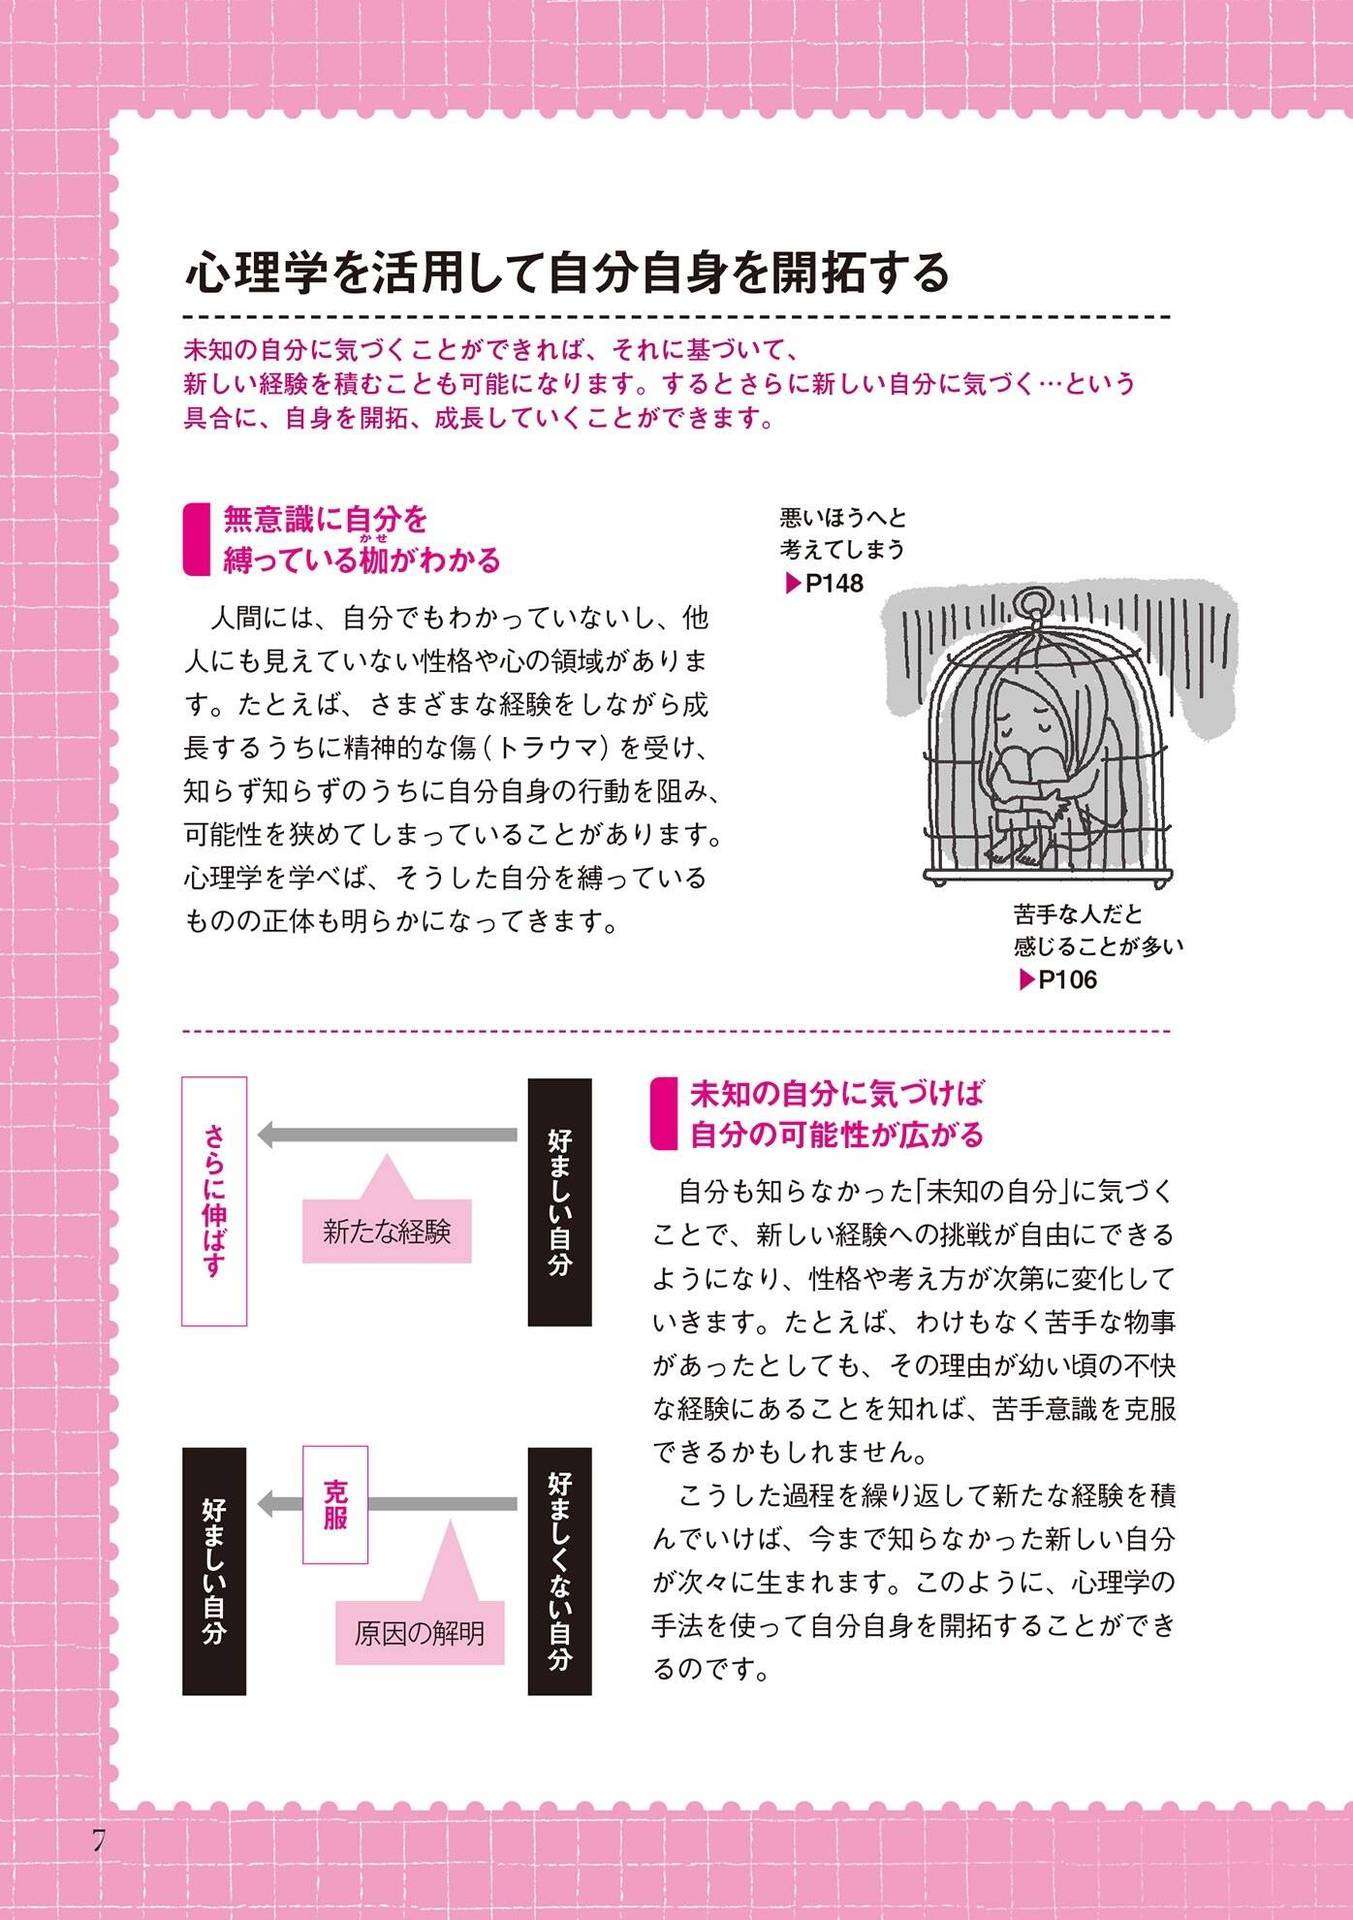 心理学を活用して自分自身を開拓する
未知の自分に気づくことができれば、それに基づいて、
新しい経験を積むことも可能になります。するとさらに新しい自分に気づく…という
具合に、自身を開拓、成長していくことができます。
無意識に自分を
縛っている枷がわかる
かせ
人間には、自分でもわかっていないし、他
人にも見えていない性格や心の領域がありま
す。たとえば、さまざまな経験をしながら成
長するうちに精神的な傷（トラウマ）を受け、
知らず知らずのうちに自分自身の行動を阻み、
可能性を狭めてしまっていることがあります。
心理学を学べば、そうした自分を縛っている
ものの正体も明らかになってきます。
悪いほうへと
考えてしまう
▶P148
苦手な人だと
感じることが多い
▶P106
好ましい自分
新たな経験
さらに伸ばす
好ましくない自分
原因の解明
克服
好ましい自分
未知の自分に気づけば
自分の可能性が広がる
自分も知らなかった「未知の自分」に気づく
ことで、新しい経験への挑戦が自由にできる
ようになり、性格や考え方が次第に変化して
いきます。たとえば、わけもなく苦手な物事
があったとしても、その理由が幼い頃の不快
な経験にあることを知れば、苦手意識を克服
できるかもしれません。
こうした過程を繰り返して新たな経験を積
んでいけば、今まで知らなかった新しい自分
が次々に生まれます。このように、心理学の
手法を使って自分自身を開拓することができ
るのです。
7